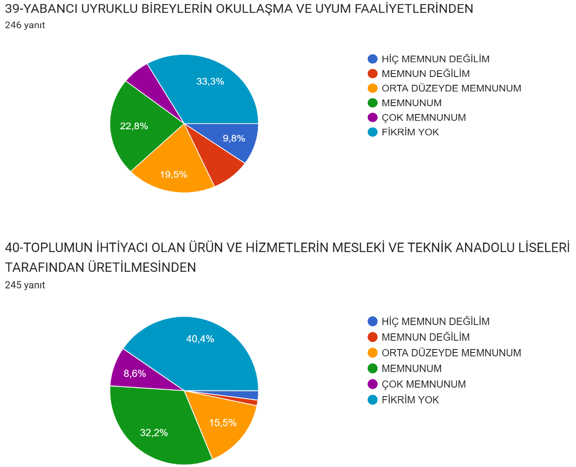 39-YABANCI UYRUKLU BİREYLERİN OKULLAŞMA VE UYUM FAALİYETLERİNDEN
246 yanıt
33,3%
22,8%
9,8%
19,5%
HİÇ MEMNUN DEĞİLİM
MEMNUN DEĞİLİM
ORTA DÜZEYDE MEMNUNUM
MEMNUNUM
ÇOK MEMNUNUM
FİKRİM YOK
40-TOPLUMUN İHTİYACI OLAN ÜRÜN VE HİZMETLERİN MESLEKİ VE TEKNİK ANADOLU LİSELERİ
TARAFINDAN ÜRETİLMESİNDEN
245 yanıt
40,4%
8,6%
15,5%
32,2%
HİÇ MEMNUN DEĞİLİM
MEMNUN DEĞİLİM
ORTA DÜZEYDE MEMNUNUM
MEMNUNUM
ÇOK MEMNUNUM
FİKRİM YOK